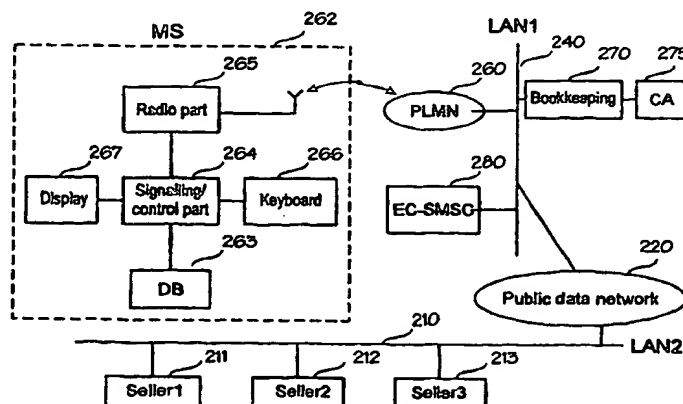 MS
262
LAN1
265
240
270
275
260
Radio part
PLMN
Bookkeeping
CA
267
264
266
280
Display
Signalling/
control part
Keyboard
EC-SMSC
263
220
DB
Public data network
210
LAN2
211
212
213
Seller1
Seller2
Seller3